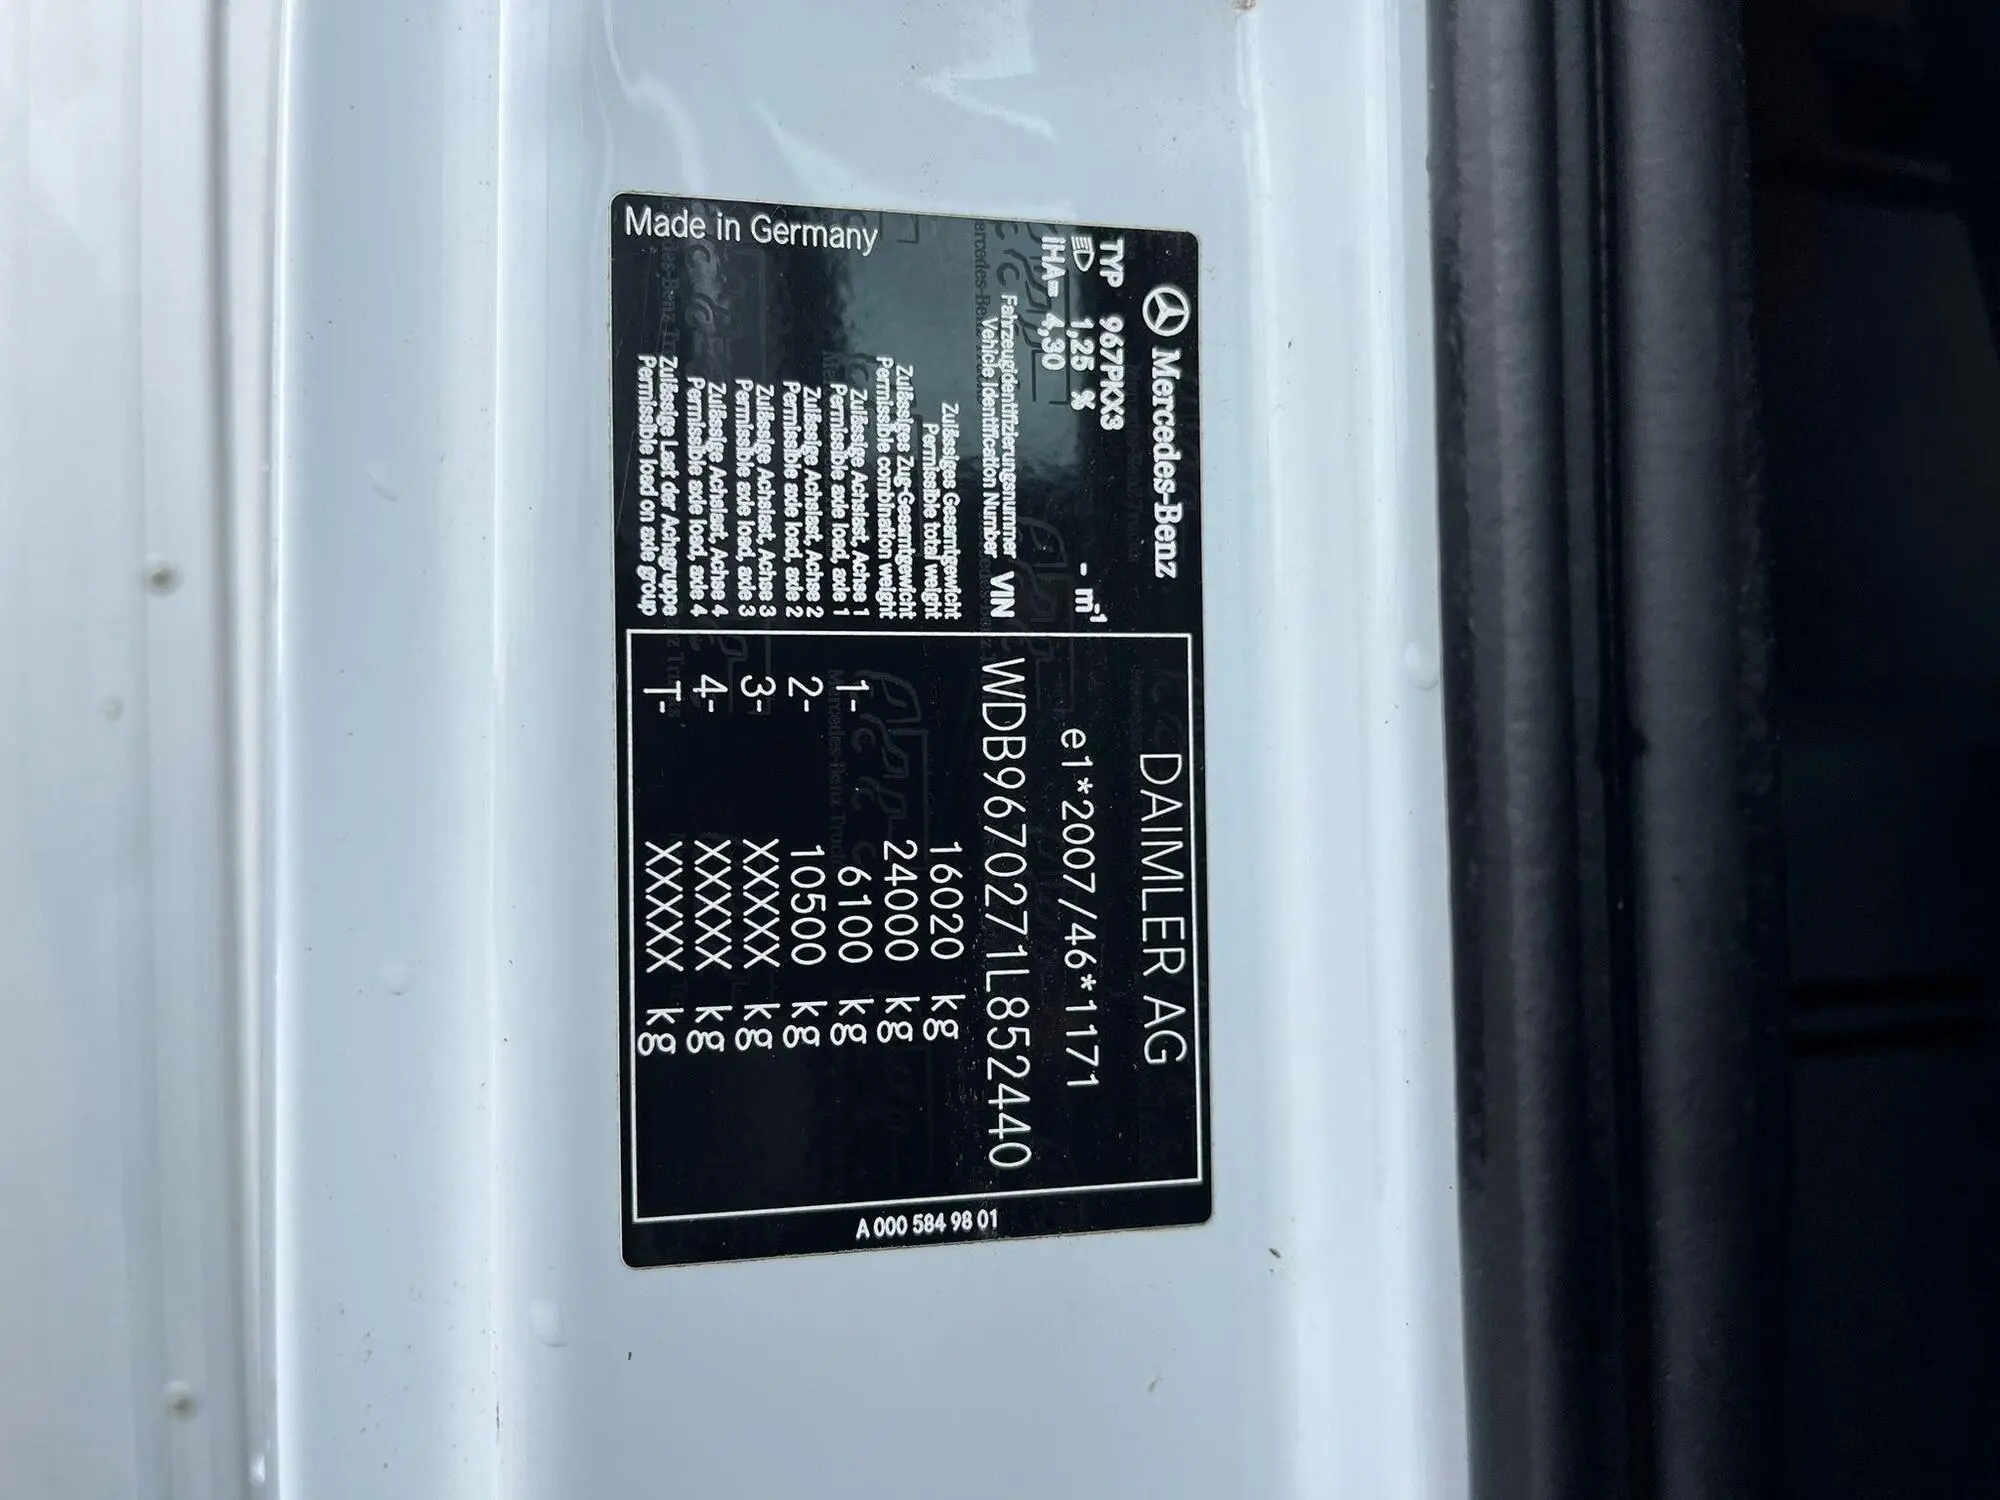 Mercedes-Benz
DAIMLER AG
TYP 967PKXX3
1,25 % - m⁻¹
e1*2007/46*1171
iHA= 4,30
Fahrzeugidentifizierungsnummer
Vehicle Identification Number
VIN
WDB9670271L852440
Zulässiges Gesamtgewicht
Permissible total weight
16020 kg
Zulässiges Zug-Gesamtgewicht
Permissible combination weight
24000 kg
Zulässige Achslast, Achse 1
Permissible axle load, axle 1
1- 6100 kg
Zulässige Achslast, Achse 2
Permissible axle load, axle 2
2- 10500 kg
Zulässige Achslast, Achse 3
Permissible axle load, axle 3
3- XXXXX kg
Zulässige Achslast, Achse 4
Permissible axle load, axle 4
4- XXXXX kg
Zulässige Last der Achsgruppe
Permissible load on axle group
T- XXXXX kg
Made in Germany
A 000 584 98 01